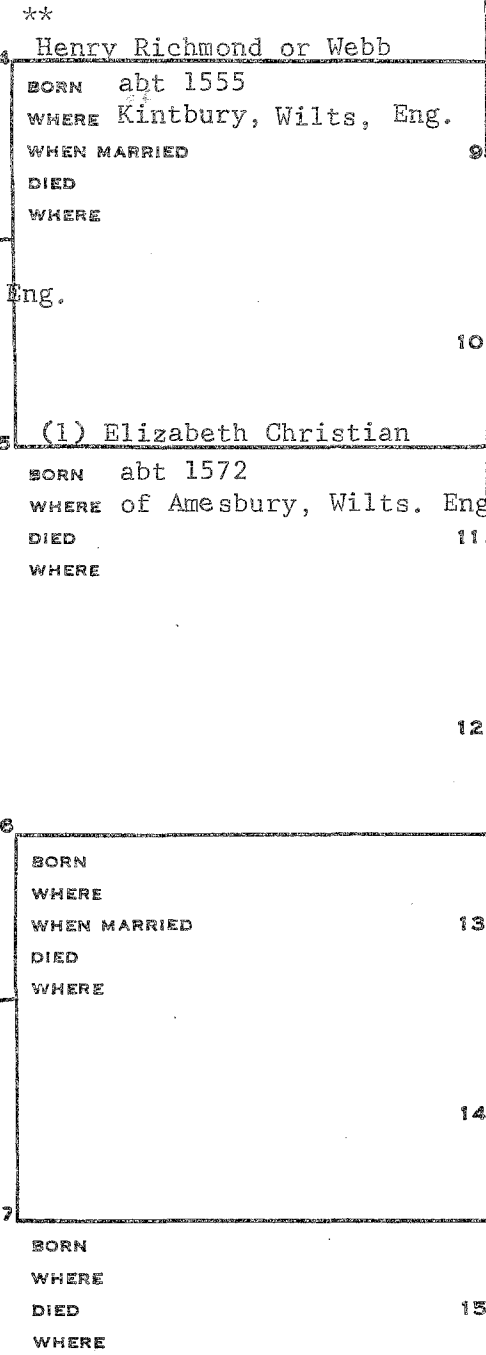 **
Henry Richmond or Webb
4
BORN abt 1555
WHERE Kintbury, Wilts, Eng.
WHEN MARRIED 9
DIED
WHERE
Eng.
10
5 (1) Elizabeth Christian
BORN abt 1572
WHERE of Amesbury, Wilts. Eng
DIED 11
WHERE
12
6
BORN
WHERE
WHEN MARRIED 13
DIED
WHERE
14
7
BORN
WHERE
DIED 15
WHERE